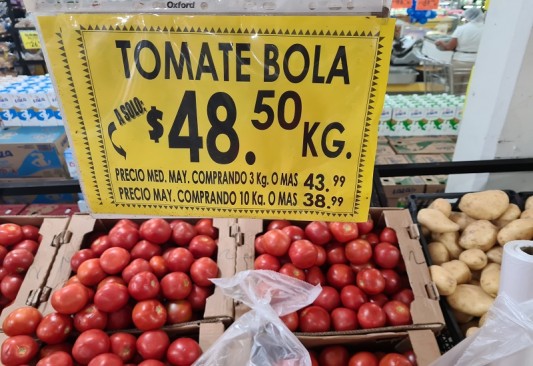 Oxford
TOMATE BOLA
A SOLO:
$48.50 KG.
PRECIO MED. MAY. COMPRANDO 3 Kg. O MAS 43.99
PRECIO MAY. COMPRANDO 10 Kg. O MAS 38.99